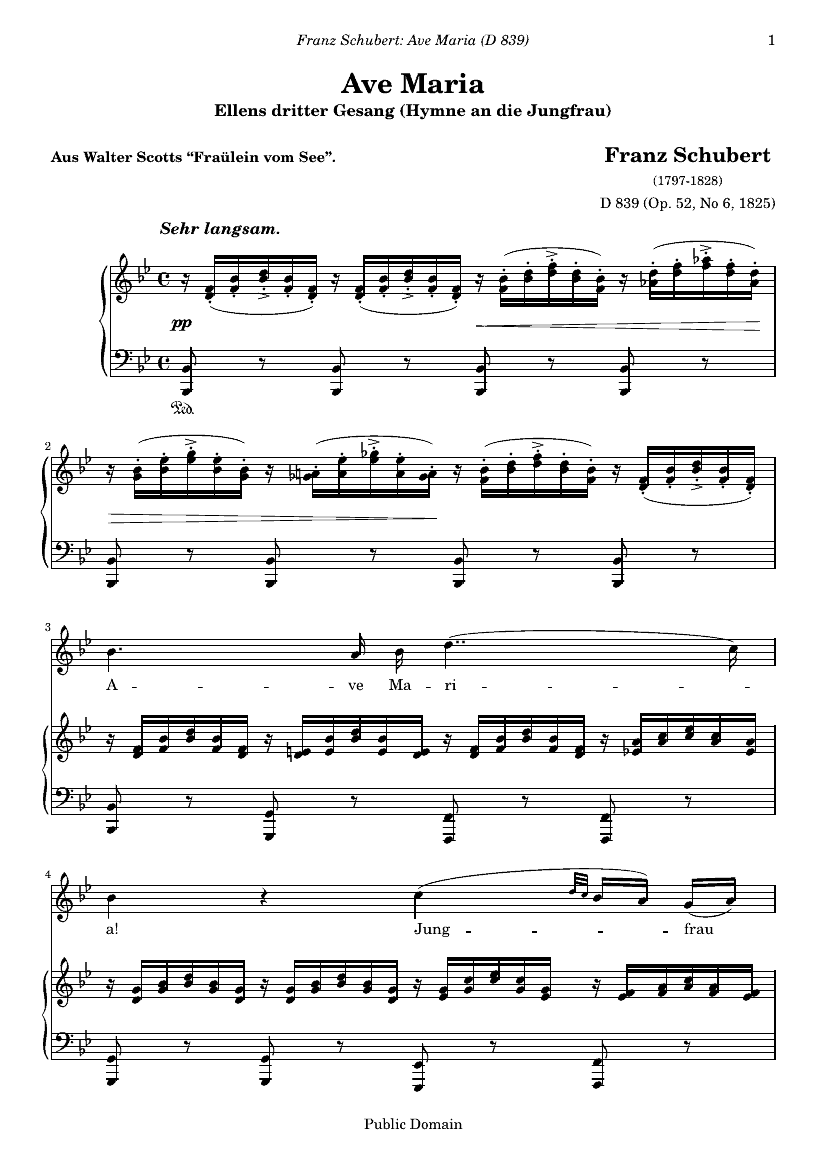 Franz Schubert: Ave Maria (D 839) 1
Ave Maria
Ellens dritter Gesang (Hymne an die Jungfrau)
Aus Walter Scotts “Fraülein vom See”.
Franz Schubert
(1797-1828)
D 839 (Op. 52, No 6, 1825)
Sehr langsam.
pp
Ped.
2
3
A - - - - ve Ma - ri - - - - - -
4
a! Jung - - - - frau
Public Domain